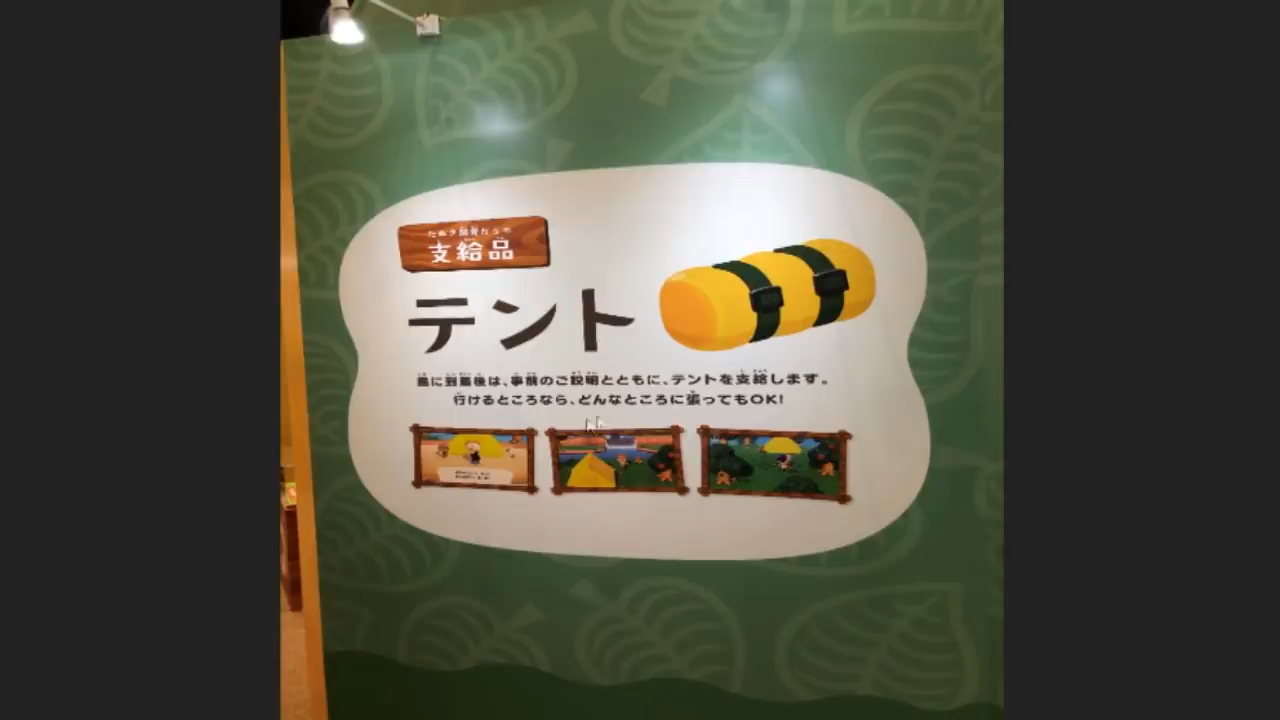 たぬき開発からの
支給品
テント
島に到着後は、事前のご説明とともに、テントを支給します。
行けるところなら、どんなところに張ってもOK!